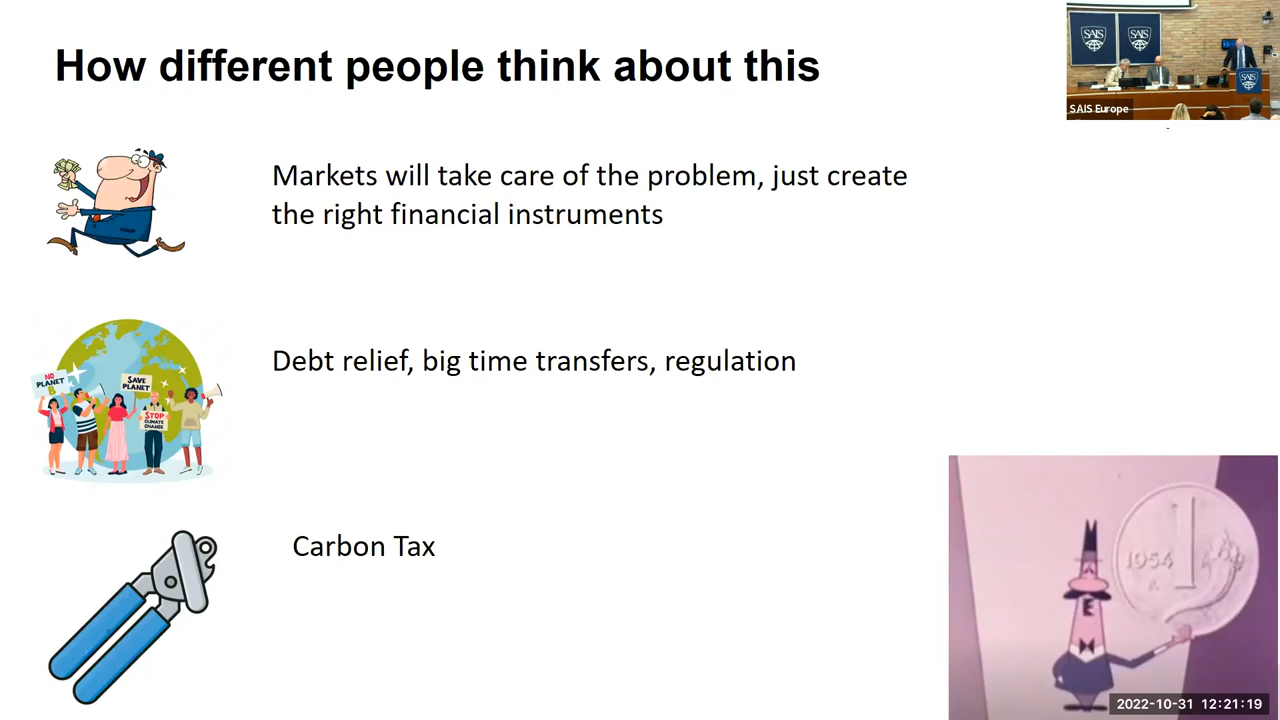 How different people think about this
SAIS
SAIS
SAIS
SAIS Europe
Markets will take care of the problem, just create
the right financial instruments
NO
PLANET
B
SAVE
PLANET
STOP
CLIMATE
CHANGE
Debt relief, big time transfers, regulation
Carbon Tax
1954
1
E
2022-10-31 12:21:19